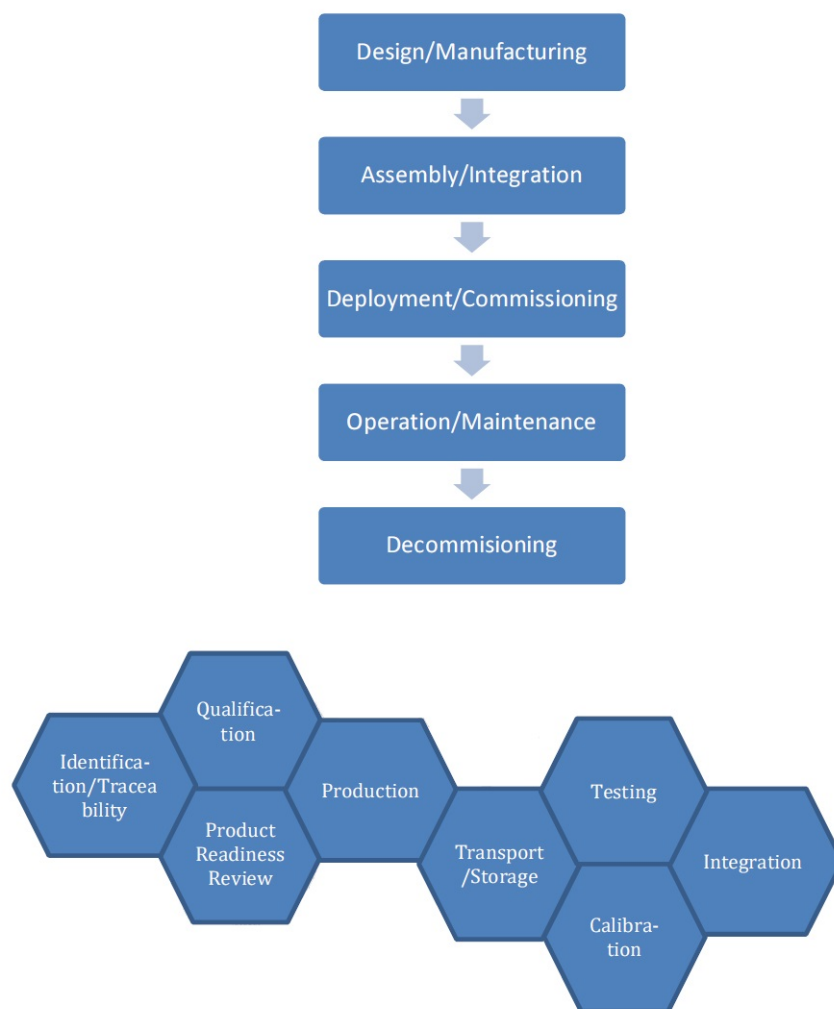 Design/Manufacturing
Assembly/Integration
Deployment/Commissioning
Operation/Maintenance
Decommisioning
Qualifica-
tion
Identifica-
tion/Tracea
bility
Product
Readiness
Review
Production
Transport
/Storage
Testing
Calibra-
tion
Integration